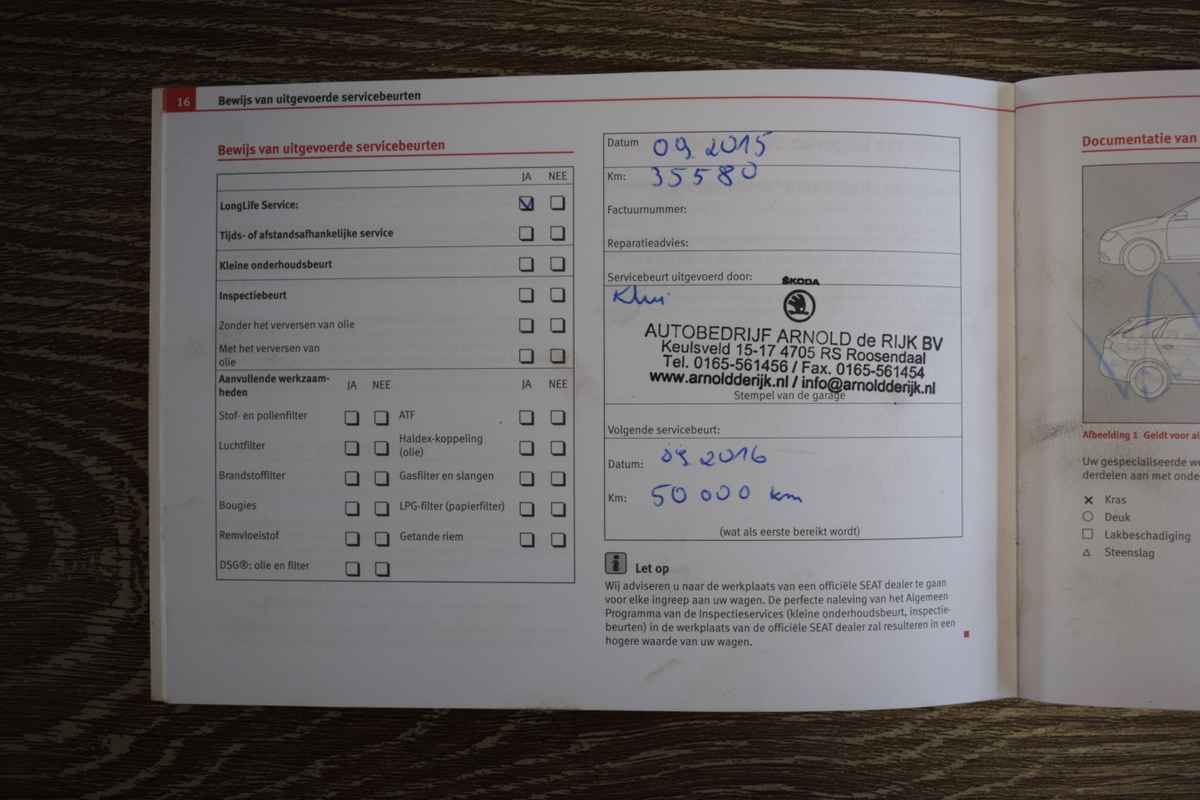 16 Bewijs van uitgevoerde servicebeurten
Bewijs van uitgevoerde servicebeurten
JA NEE
LongLife Service:
Tijds- of afstandsafhankelijke service
Kleine onderhoudsbeurt
Inspectiebeurt
Zonder het verversen van olie
Met het verversen van
olie
Aanvullende werkzaam-
heden
JA NEE
JA NEE
Stof- en pollenfilter
ATF
Luchtfilter
Haldex-koppeling
(olie)
Brandstoffilter
Gasfilter en slangen
Bougies
LPG-filter (papierfilter)
Remvloeistof
Getande riem
DSG®: olie en filter
Datum 09 2015
Km: 35580
Factuurnummer:
Reparatieadvies:
Servicebeurt uitgevoerd door:
ŠKODA
AUTOBEDRIJF ARNOLD de RIJK BV
Keulsveld 15-17 4705 RS Roosendaal
Tel. 0165-561456 / Fax. 0165-561454
www.arnoldderijk.nl / info@arnoldderijk.nl
Stempel van de garage
Volgende servicebeurt:
Datum: 09 2016
Km: 50 000 km
(wat als eerste bereikt wordt)
Let op
Wij adviseren u naar de werkplaats van een officiële SEAT dealer te gaan
voor elke ingreep aan uw wagen. De perfecte naleving van het Algemeen
Programma van de Inspectieservices (kleine onderhoudsbeurt, inspectie-
beurten) in de werkplaats van de officiële SEAT dealer zal resulteren in een
hogere waarde van uw wagen.
Documentatie van
Afbeelding 1 Geldt voor al
Uw gespecialiseerde we
derdelen aan met onde
Kras
Deuk
Lakbeschadiging
Steenslag